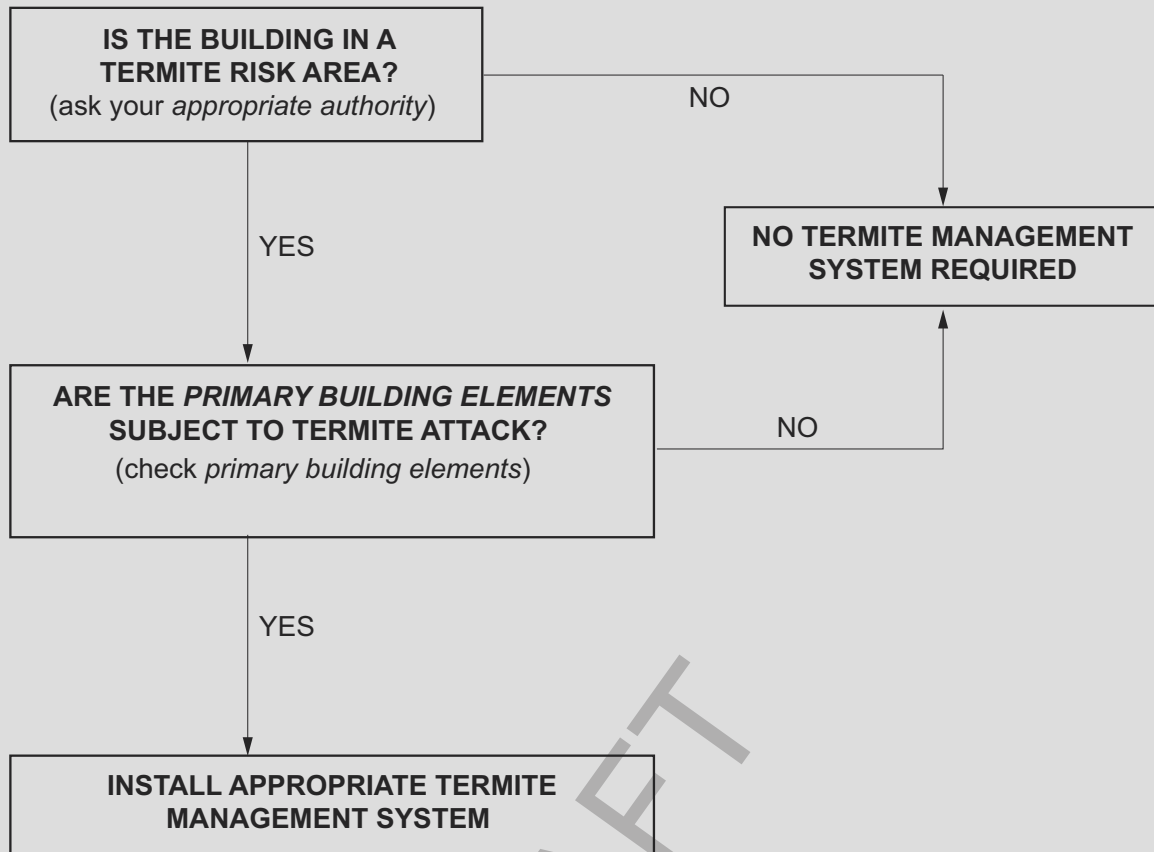 IS THE BUILDING IN A
TERMITE RISK AREA?
(ask your appropriate authority)
NO
NO TERMITE MANAGEMENT
SYSTEM REQUIRED
YES
ARE THE PRIMARY BUILDING ELEMENTS
SUBJECT TO TERMITE ATTACK?
(check primary building elements)
NO
YES
INSTALL APPROPRIATE TERMITE
MANAGEMENT SYSTEM